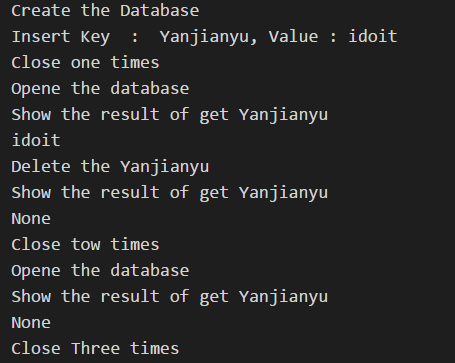 Create the Database
Insert Key  :  Yanjianyu, Value : idoit
Close one times
Opene the database
Show the result of get Yanjianyu
idoit
Delete the Yanjianyu
Show the result of get Yanjianyu
None
Close tow times
Opene the database
Show the result of get Yanjianyu
None
Close Three times